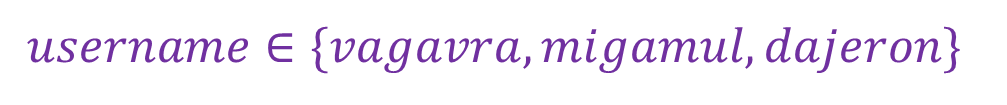 username ∈ {vagavra, migamul, dajeron}